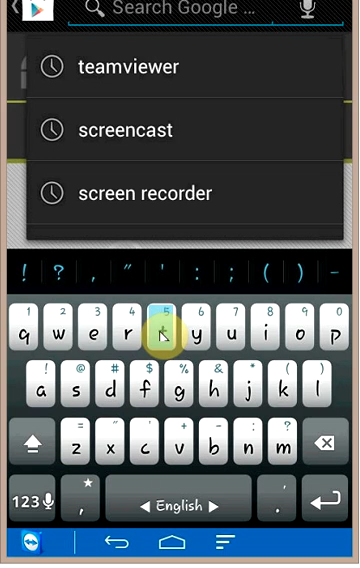 Search Google ...
teamviewer
screencast
screen recorder
! ? , " ' : ; ( ) -
1 2 3 4 5 6 7 8 9 0
q w e r t y u i o p
! @ # $ % & * ( )
a s d f g h j k l
= - ' + - : ?
z x c v b n m
123 , English .